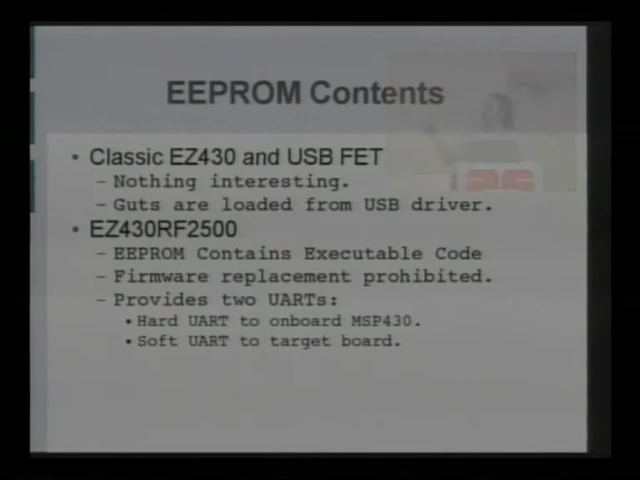 EEPROM Contents
• Classic EZ430 and USB FET
– Nothing interesting.
– Guts are loaded from USB driver.
• EZ430RF2500
– EEPROM Contains Executable Code
– Firmware replacement prohibited.
– Provides two UARTs:
• Hard UART to onboard MSP430.
• Soft UART to target board.